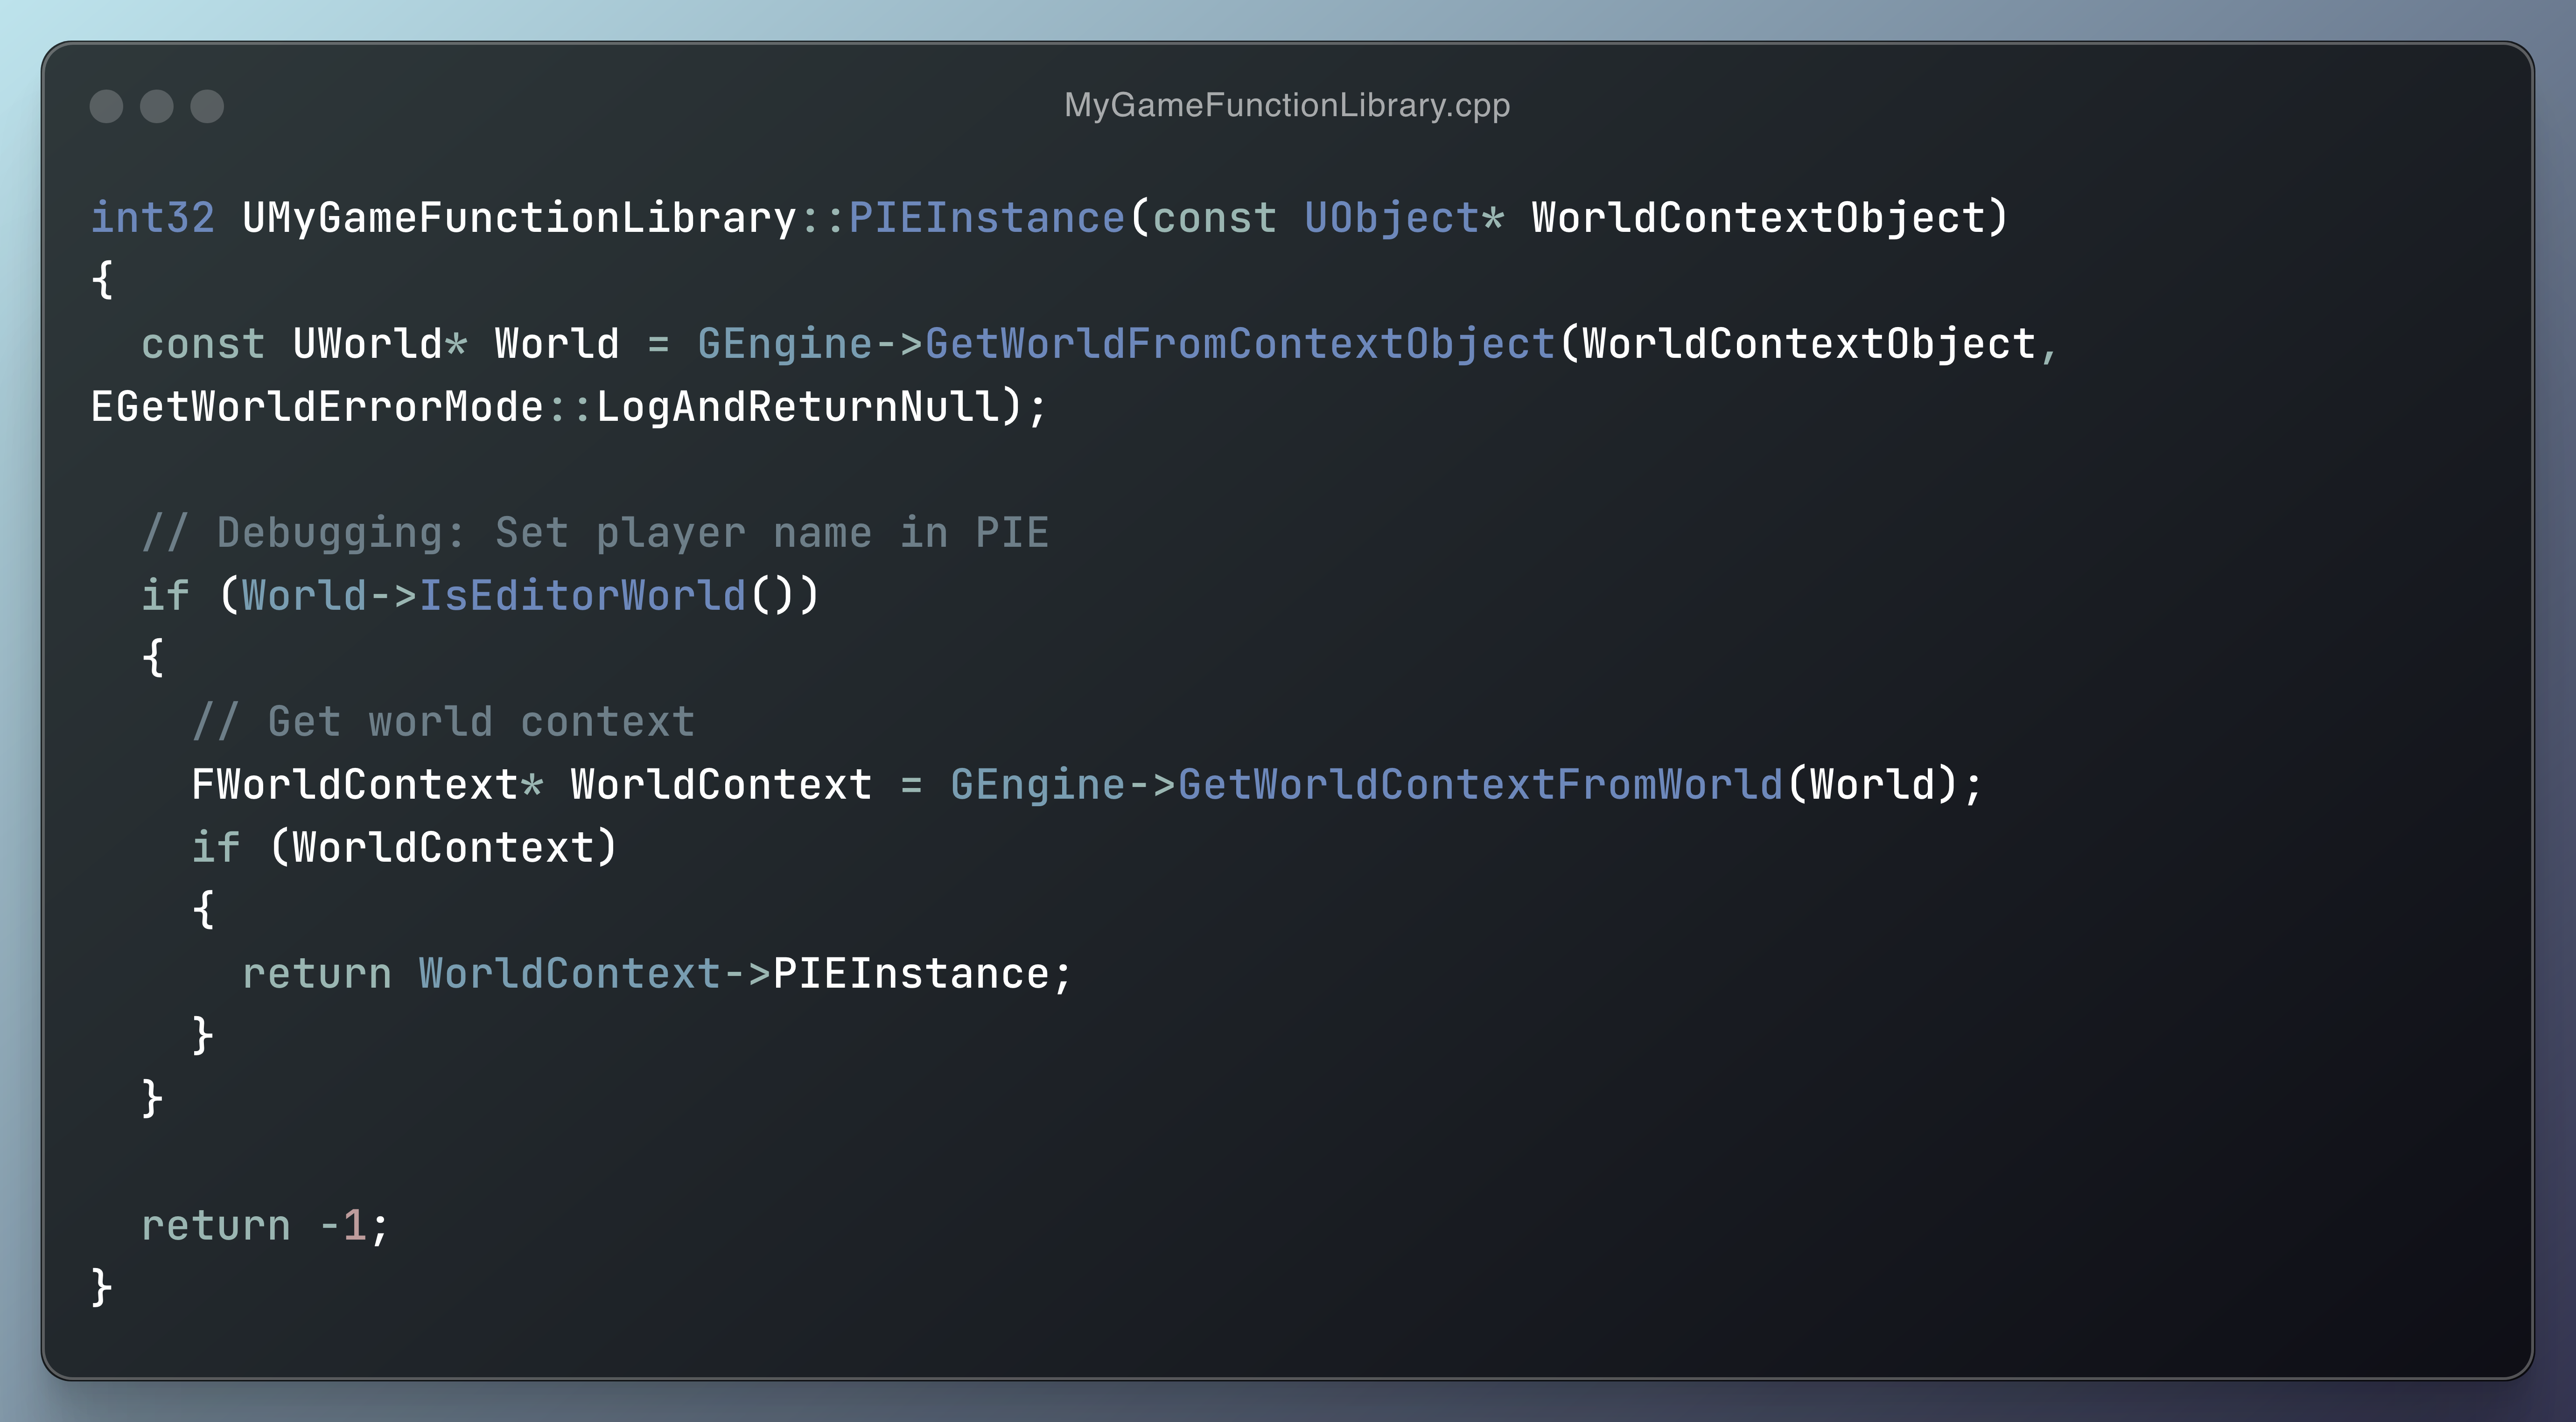 MyGameFunctionLibrary.cpp
int32 UMyGameFunctionLibrary::PIEInstance(const UObject* WorldContextObject)
{
  const UWorld* World = GEngine->GetWorldFromContextObject(WorldContextObject,
EGetWorldErrorMode::LogAndReturnNull);

  // Debugging: Set player name in PIE
  if (World->IsEditorWorld())
  {
    // Get world context
    FWorldContext* WorldContext = GEngine->GetWorldContextFromWorld(World);
    if (WorldContext)
    {
      return WorldContext->PIEInstance;
    }
  }

  return -1;
}